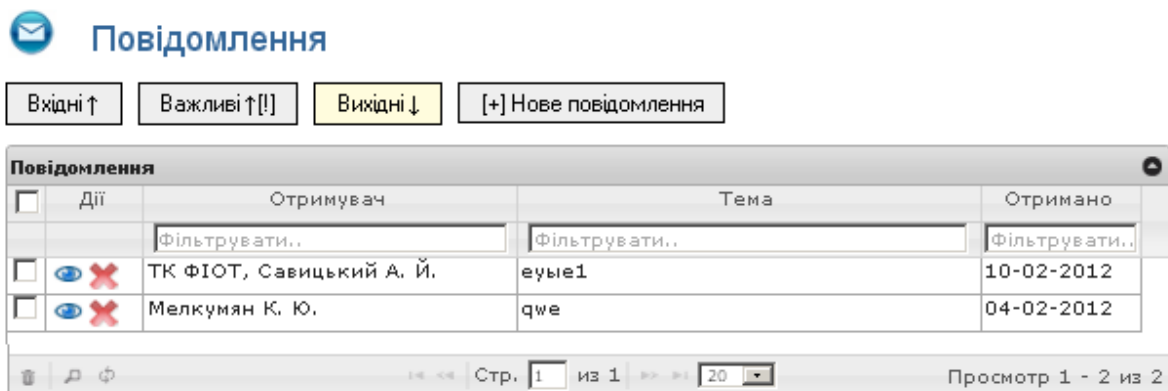 Повідомлення
Вхідні↑ Важливі↑[!] Вихідні↓ [+] Нове повідомлення
Повідомлення
Дії Отримувач Тема Отримано
Фільтрувати.. Фільтрувати.. Фільтрувати..
ТК ФІОТ, Савицький А. Й. еуые1 10-02-2012
Мелкумян К. Ю. qwe 04-02-2012
Стр. 1 из 1 20 Просмотр 1 - 2 из 2